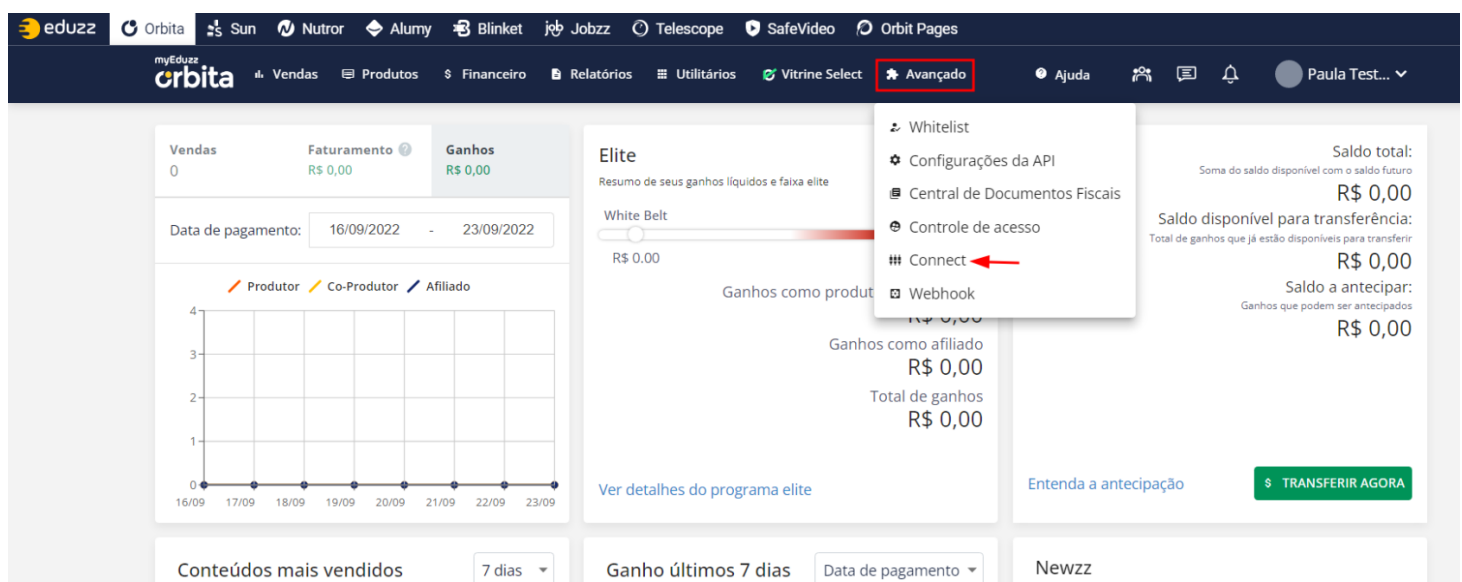 eduzz
Orbita
Sun
Nutror
Alumy
Blinket
job Jobzz
Telescope
SafeVideo
Orbit Pages
myEduzz
orbita
Vendas
Produtos
$ Financeiro
Relatórios
Utilitários
Vitrine Select
Avançado
Ajuda
Paula Test...
Whitelist
Configurações da API
Central de Documentos Fiscais
Controle de acesso
Connect
Webhook
Vendas
0
Faturamento ?
R$ 0,00
Ganhos
R$ 0,00
Data de pagamento:
16/09/2022 - 23/09/2022
Produtor
Co-Produtor
Afiliado
4
3
2
1
0
16/09 17/09 18/09 19/09 20/09 21/09 22/09 23/09
Elite
Resumo de seus ganhos líquidos e faixa elite
White Belt
R$ 0.00
Ganhos como produt
R$ 0,00
Ganhos como afiliado
R$ 0,00
Total de ganhos
R$ 0,00
Ver detalhes do programa elite
Saldo total:
Soma do saldo disponível com o saldo futuro
R$ 0,00
Saldo disponível para transferência:
Total de ganhos que já estão disponíveis para transferir
R$ 0,00
Saldo a antecipar:
Ganhos que podem ser antecipados
R$ 0,00
Entenda a antecipação
$ TRANSFERIR AGORA
Conteúdos mais vendidos
7 dias
Ganho últimos 7 dias
Data de pagamento
Newzz